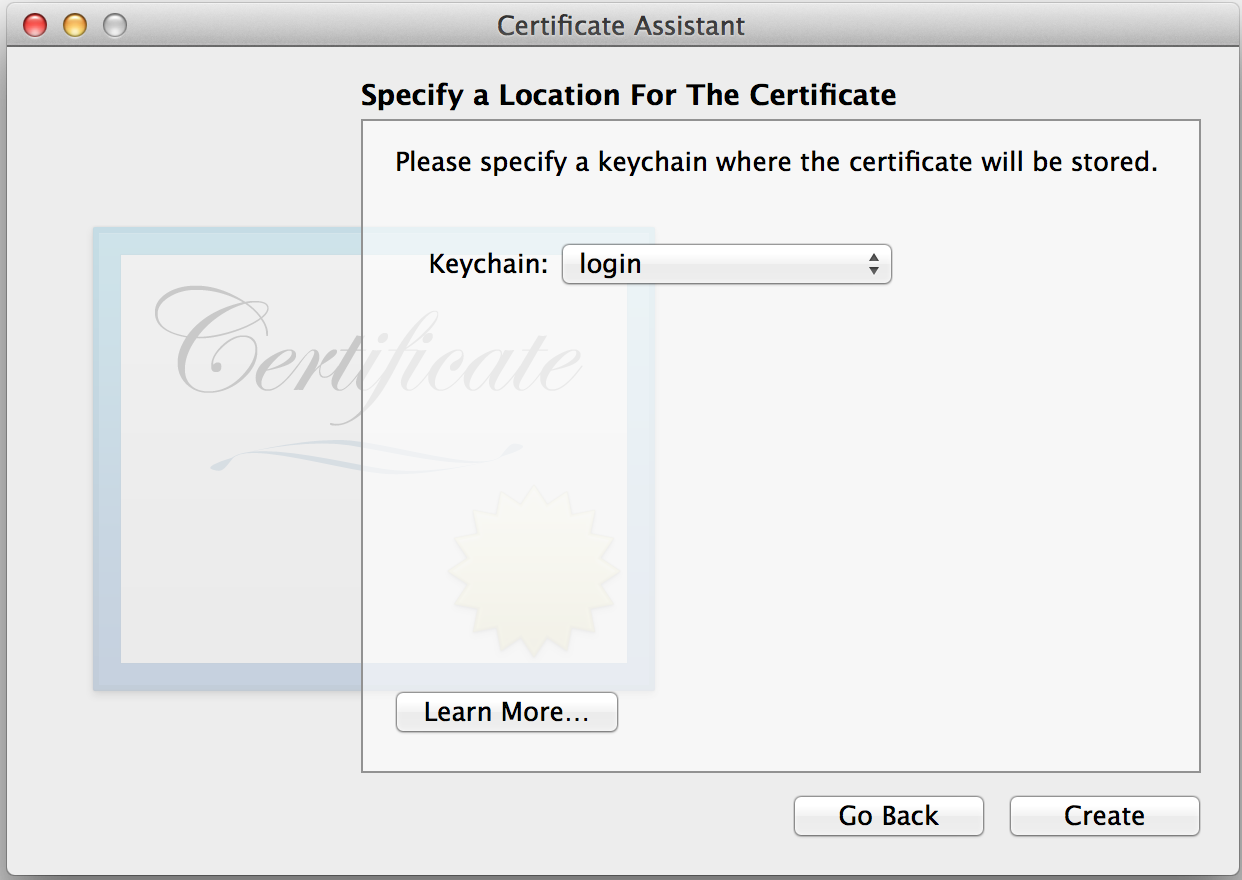 Certificate Assistant
Specify a Location For The Certificate
Please specify a keychain where the certificate will be stored.
Keychain: login
Certificate
Learn More...
Go Back Create